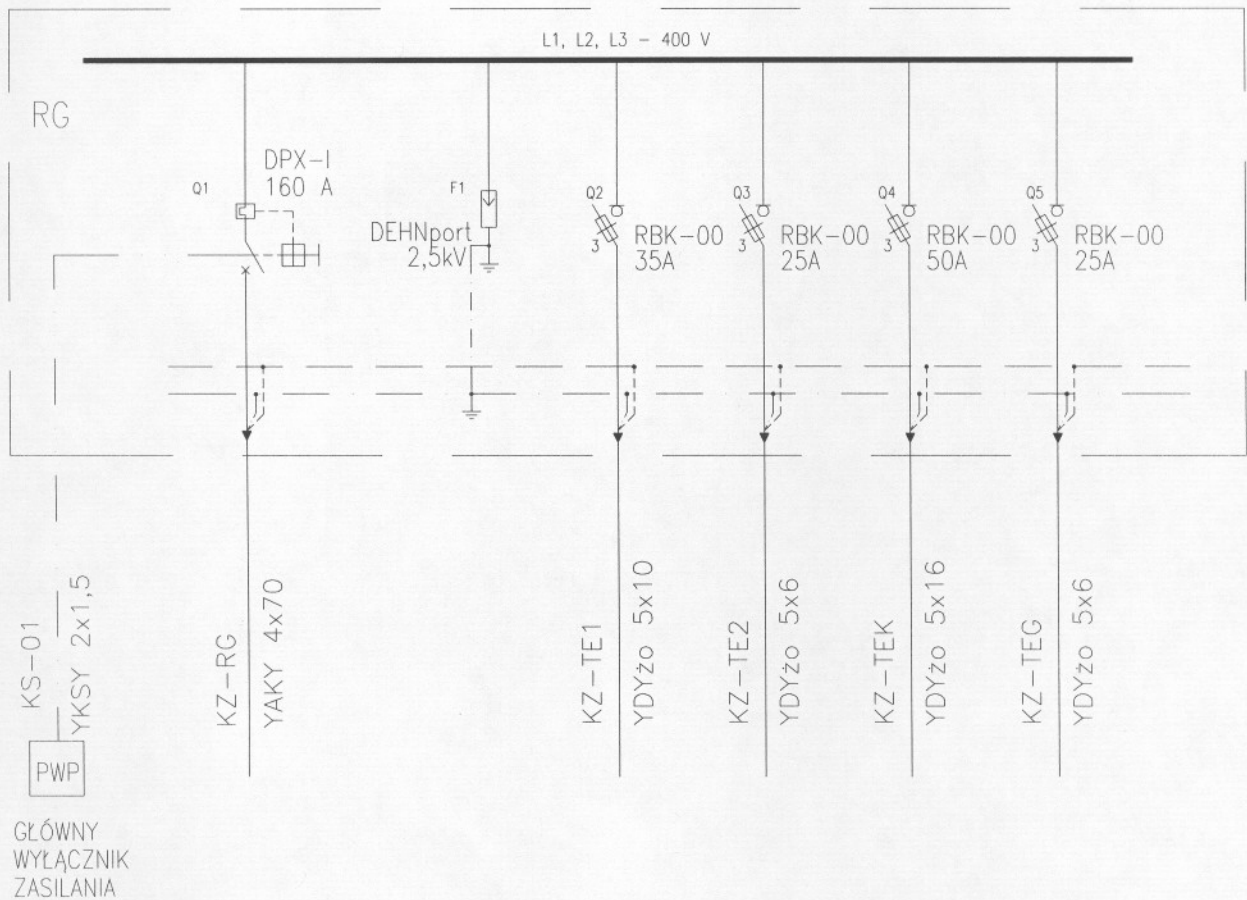 L1, L2, L3 - 400 V
RG
DPX-I
160 A
Q1
F1
DEHNport
2,5kV
Q2
3
RBK-00
35A
Q3
3
RBK-00
25A
Q4
3
RBK-00
50A
Q5
3
RBK-00
25A
KS-01
YKSY 2x1,5
KZ-RG
YAKY 4x70
KZ-TE1
YDYżo 5x10
KZ-TE2
YDYżo 5x6
KZ-TEK
YDYżo 5x16
KZ-TEG
YDYżo 5x6
PWP
GŁÓWNY
WYŁĄCZNIK
ZASILANIA